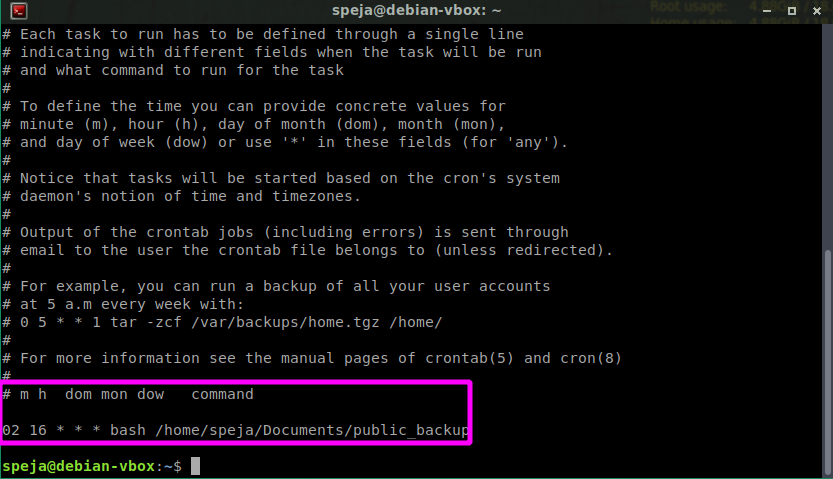 speja@debian-vbox: ~
Root usage:
Home usage:
# Each task to run has to be defined through a single line
# indicating with different fields when the task will be run
# and what command to run for the task
#
# To define the time you can provide concrete values for
# minute (m), hour (h), day of month (dom), month (mon),
# and day of week (dow) or use '*' in these fields (for 'any').
#
# Notice that tasks will be started based on the cron's system
# daemon's notion of time and timezones.
#
# Output of the crontab jobs (including errors) is sent through
# email to the user the crontab file belongs to (unless redirected).
#
# For example, you can run a backup of all your user accounts
# at 5 a.m every week with:
# 0 5 * * 1 tar -zcf /var/backups/home.tgz /home/
#
# For more information see the manual pages of crontab(5) and cron(8)
#
# m h  dom mon dow   command
02 16 * * * bash /home/speja/Documents/public_backup
speja@debian-vbox:~$